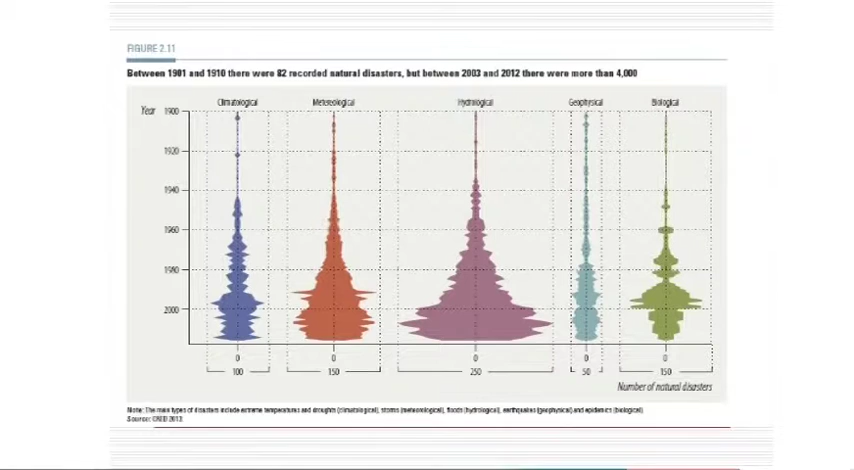 FIGURE 2.11
Between 1901 and 1910 there were 82 recorded natural disasters, but between 2003 and 2012 there were more than 4,000
Year
Climatological Metereological Hydrological Geophysical Biological
1900
1920
1940
1960
1980
2000
0 0 0 0 0
100 150 250 50 150
Number of natural disasters
Note: The main types of disasters include extreme temperatures and droughts (climatological), storms (meteorological), floods (hydrological), earthquakes (geophysical) and epidemics (biological)
Source: CRED 2013.